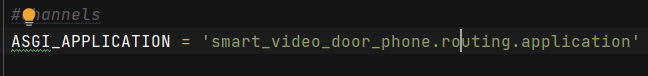 #Channels
ASGI_APPLICATION = 'smart_video_door_phone.routing.application'